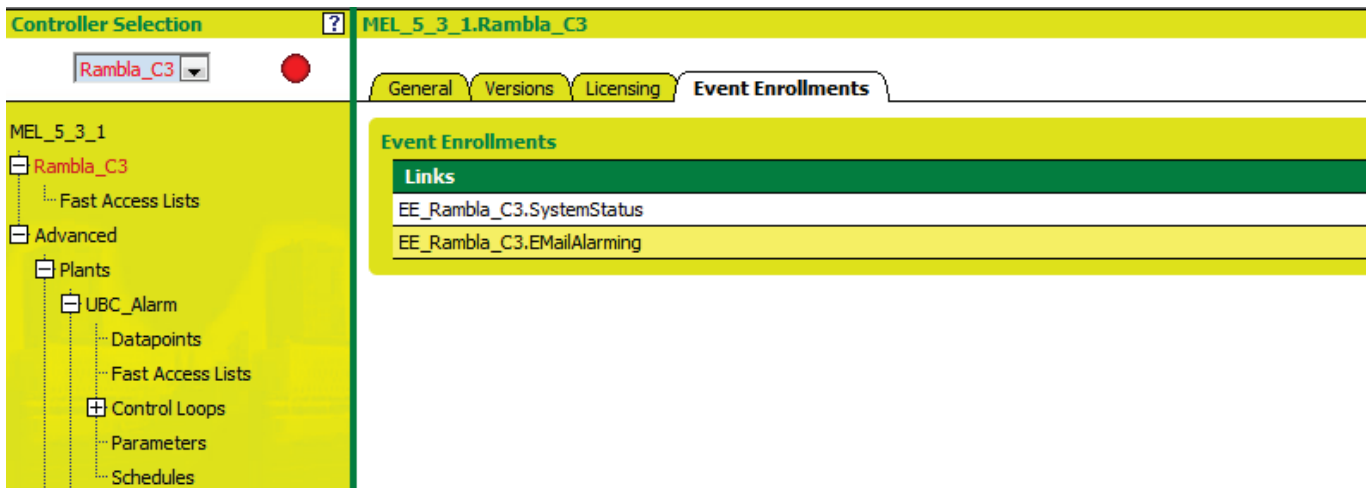 Controller Selection
?
Rambla_C3
MEL_5_3_1
Rambla_C3
Fast Access Lists
Advanced
Plants
UBC_Alarm
Datapoints
Fast Access Lists
Control Loops
Parameters
Schedules
MEL_5_3_1.Rambla_C3
General Versions Licensing Event Enrollments
Event Enrollments
Links
EE_Rambla_C3.SystemStatus
EE_Rambla_C3.EMailAlarming